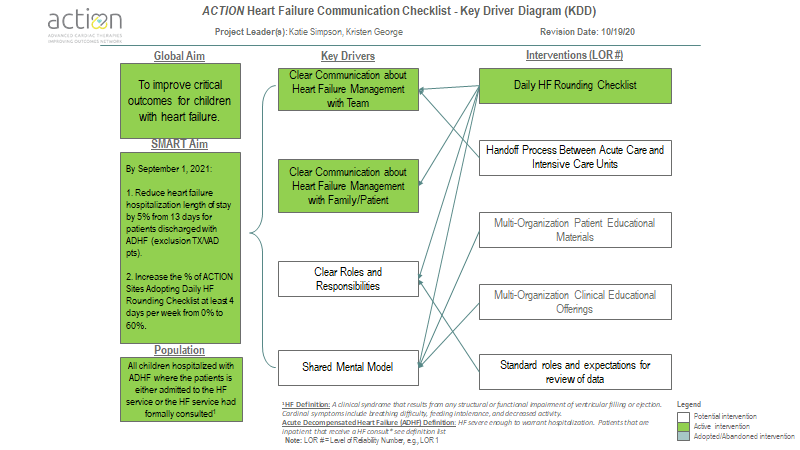 action
ADVANCED CARDIAC THERAPIES
IMPROVING OUTCOMES NETWORK
ACTION Heart Failure Communication Checklist - Key Driver Diagram (KDD)
Project Leader(s): Katie Simpson, Kristen George
Revision Date: 10/19/20
Global Aim
To improve critical
outcomes for children
with heart failure.
SMART Aim
By September 1, 2021:
1. Reduce heart failure
hospitalization length of stay
by 5% from 13 days for
patients discharged with
ADHF (exclusion TX/VAD
pts).
2. Increase the % of ACTION
Sites Adopting Daily HF
Rounding Checklist at least 4
days per week from 0% to
60%.
Population
All children hospitalized with
ADHF where the patients is
either admitted to the HF
service or the HF service had
formally consulted¹
Key Drivers
Clear Communication about
Heart Failure Management
with Team
Clear Communication about
Heart Failure Management
with Family/Patient
Clear Roles and
Responsibilities
Shared Mental Model
Interventions (LOR #)
Daily HF Rounding Checklist
Handoff Process Between Acute Care and
Intensive Care Units
Multi-Organization Patient Educational
Materials
Multi-Organization Clinical Educational
Offerings
Standard roles and expectations for
review of data
¹HF Definition: A clinical syndrome that results from any structural or functional impairment of ventricular filling or ejection.
Cardinal symptoms include breathing difficulty, feeding intolerance, and decreased activity.
Acute Decompensated Heart Failure (ADHF) Definition: HF severe enough to warrant hospitalization. Patients that are
inpatient that receive a HF consult* see definition list
Note: LOR # = Level of Reliability Number, e.g., LOR 1
Legend
Potential intervention
Active intervention
Adopted/Abandoned intervention